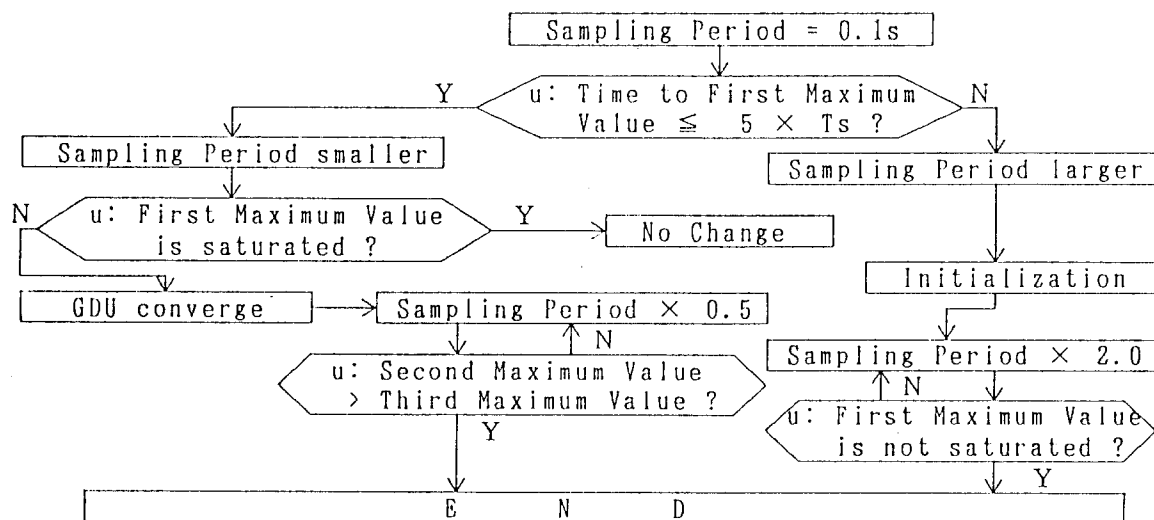 Sampling Period = 0.1s
u: Time to First Maximum
Value ≦ 5 × Ts ?
Y
N
Sampling Period smaller
Sampling Period larger
u: First Maximum Value
is saturated ?
N
Y
No Change
Initialization
GDU converge
Sampling Period × 0.5
N
Sampling Period × 2.0
u: Second Maximum Value
> Third Maximum Value ?
N
u: First Maximum Value
is not saturated ?
Y
Y
E N D